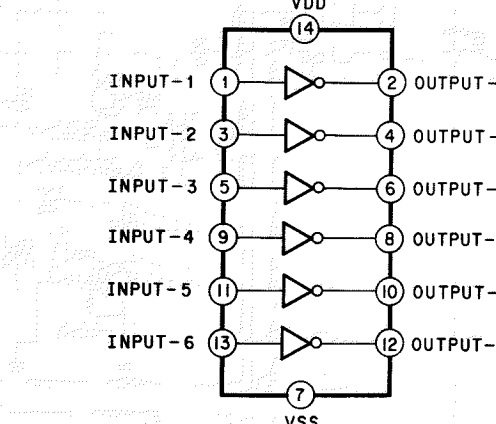 VDD
14
INPUT-1 1 2 OUTPUT-
INPUT-2 3 4 OUTPUT-
INPUT-3 5 6 OUTPUT-
INPUT-4 9 8 OUTPUT-
INPUT-5 11 10 OUTPUT-
INPUT-6 13 12 OUTPUT-
7
VSS